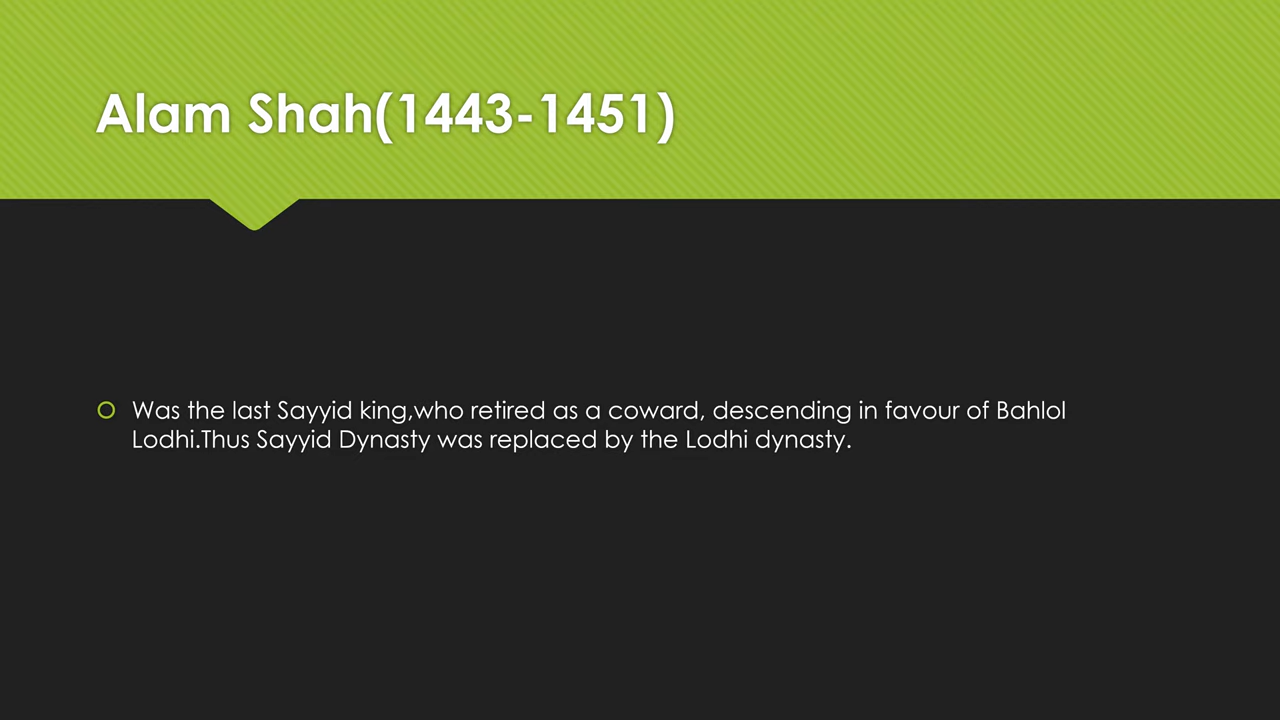 Alam Shah(1443-1451)
Was the last Sayyid king,who retired as a coward, descending in favour of Bahlol
Lodhi.Thus Sayyid Dynasty was replaced by the Lodhi dynasty.